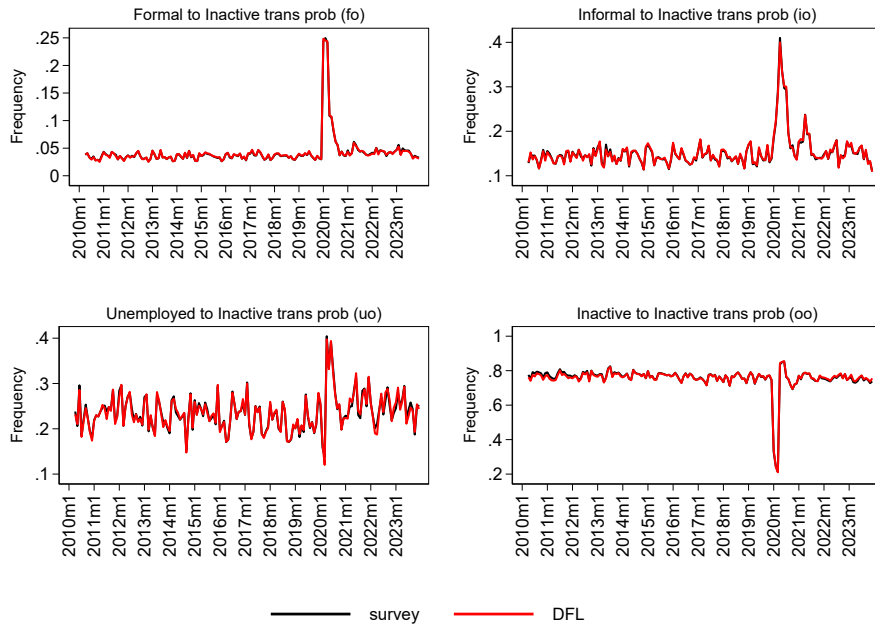 Formal to Inactive trans prob (fo)
Frequency
.25
.2
.15
.1
.05
0
2010m1
2011m1
2012m1
2013m1
2014m1
2015m1
2016m1
2017m1
2018m1
2019m1
2020m1
2021m1
2022m1
2023m1
Informal to Inactive trans prob (io)
Frequency
.4
.3
.2
.1
2010m1
2011m1
2012m1
2013m1
2014m1
2015m1
2016m1
2017m1
2018m1
2019m1
2020m1
2021m1
2022m1
2023m1
Unemployed to Inactive trans prob (uo)
Frequency
.4
.3
.2
.1
2010m1
2011m1
2012m1
2013m1
2014m1
2015m1
2016m1
2017m1
2018m1
2019m1
2020m1
2021m1
2022m1
2023m1
Inactive to Inactive trans prob (oo)
Frequency
1
.8
.6
.4
.2
2010m1
2011m1
2012m1
2013m1
2014m1
2015m1
2016m1
2017m1
2018m1
2019m1
2020m1
2021m1
2022m1
2023m1
survey DFL